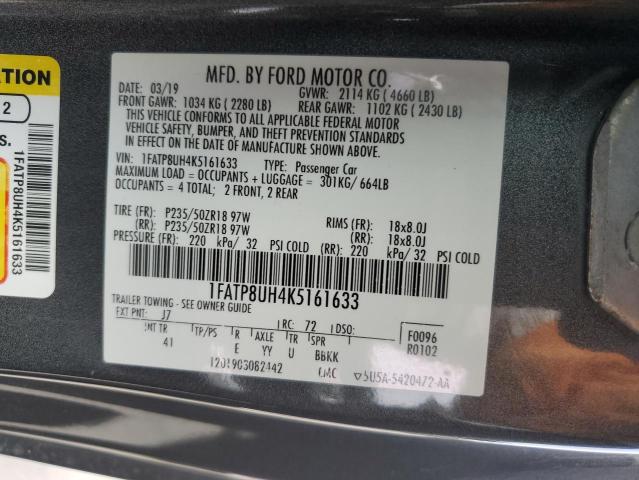 MFD. BY FORD MOTOR CO.
DATE: 03/19 GVWR: 2114 KG ( 4660 LB)
FRONT GAWR: 1034 KG ( 2280 LB) REAR GAWR: 1102 KG ( 2430 LB)
THIS VEHICLE CONFORMS TO ALL APPLICABLE FEDERAL MOTOR
VEHICLE SAFETY, BUMPER, AND THEFT PREVENTION STANDARDS
IN EFFECT ON THE DATE OF MANUFACTURE SHOWN ABOVE.
VIN: 1FATP8UH4K5161633 TYPE: Passenger Car
MAXIMUM LOAD = OCCUPANTS + LUGGAGE = 301KG/ 664LB
OCCUPANTS = 4 TOTAL; 2 FRONT, 2 REAR
TIRE (FR): P235/50ZR18 97W RIMS (FR): 18x8.0J
(RR): P235/50ZR18 97W (RR): 18x8.0J
PRESSURE (FR): 220 kPa/ 32 PSI COLD (RR): 220 kPa/ 32 PSI COLD
1FATP8UH4K5161633
TRAILER TOWING - SEE OWNER GUIDE
EXT PNT: J7 RC: 72 DSO: F0096
INT TR TP/PS R AXLE TR SPR R0102
41 E YY U BBKK
UMC 5U5A-5420472-AA
ATION
2
s.
1FATP8UH4K5161633